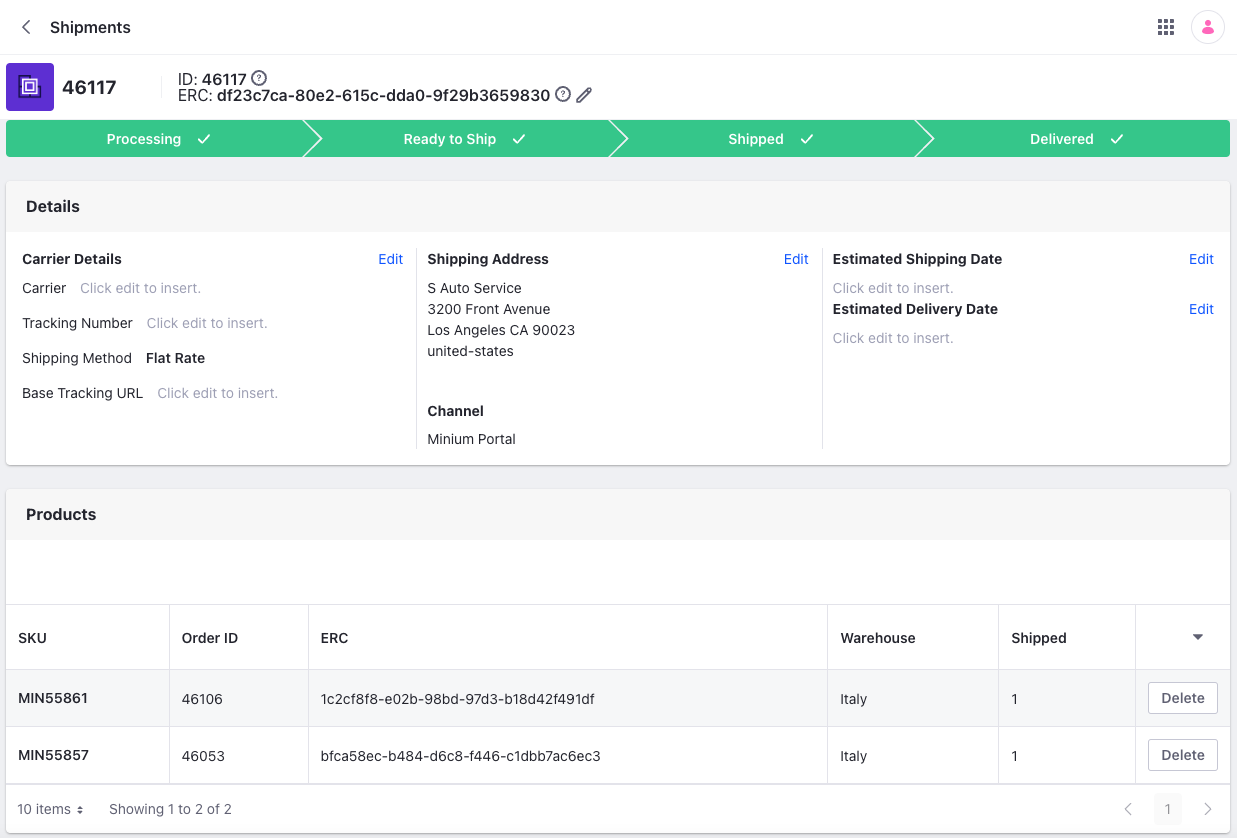 Shipments
46117
ID: 46117
ERC: df23c7ca-80e2-615c-dda0-9f29b3659830
Processing Ready to Ship Shipped Delivered
Details
Carrier Details Edit
Carrier Click edit to insert.
Tracking Number Click edit to insert.
Shipping Method Flat Rate
Base Tracking URL Click edit to insert.
Shipping Address Edit
S Auto Service
3200 Front Avenue
Los Angeles CA 90023
united-states
Channel
Minium Portal
Estimated Shipping Date Edit
Click edit to insert.
Estimated Delivery Date Edit
Click edit to insert.
Products
SKU Order ID ERC Warehouse Shipped
MIN55861 46106 1c2cf8f8-e02b-98bd-97d3-b18d42f491df Italy 1 Delete
MIN55857 46053 bfca58ec-b484-d6c8-f446-c1dbb7ac6ec3 Italy 1 Delete
10 items Showing 1 to 2 of 2 1